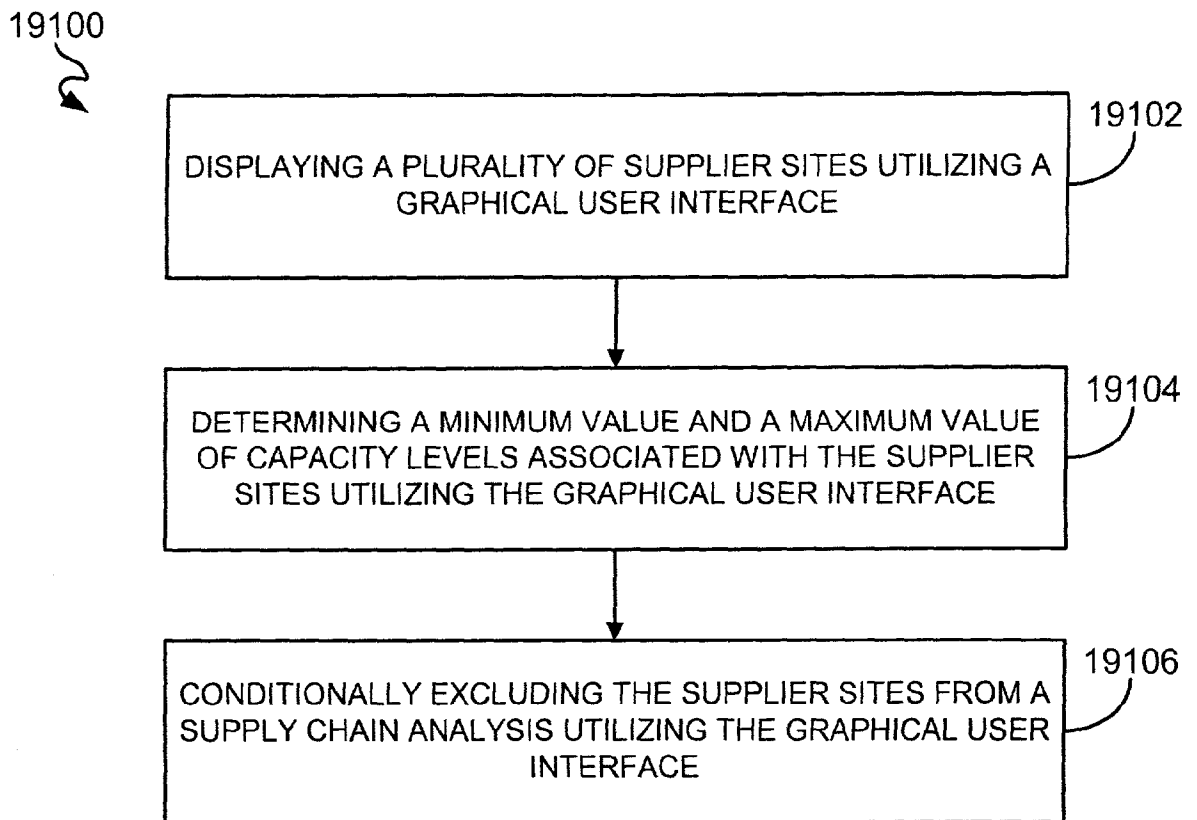 19100
19102
DISPLAYING A PLURALITY OF SUPPLIER SITES UTILIZING A
GRAPHICAL USER INTERFACE
19104
DETERMINING A MINIMUM VALUE AND A MAXIMUM VALUE
OF CAPACITY LEVELS ASSOCIATED WITH THE SUPPLIER
SITES UTILIZING THE GRAPHICAL USER INTERFACE
19106
CONDITIONALLY EXCLUDING THE SUPPLIER SITES FROM A
SUPPLY CHAIN ANALYSIS UTILIZING THE GRAPHICAL USER
INTERFACE